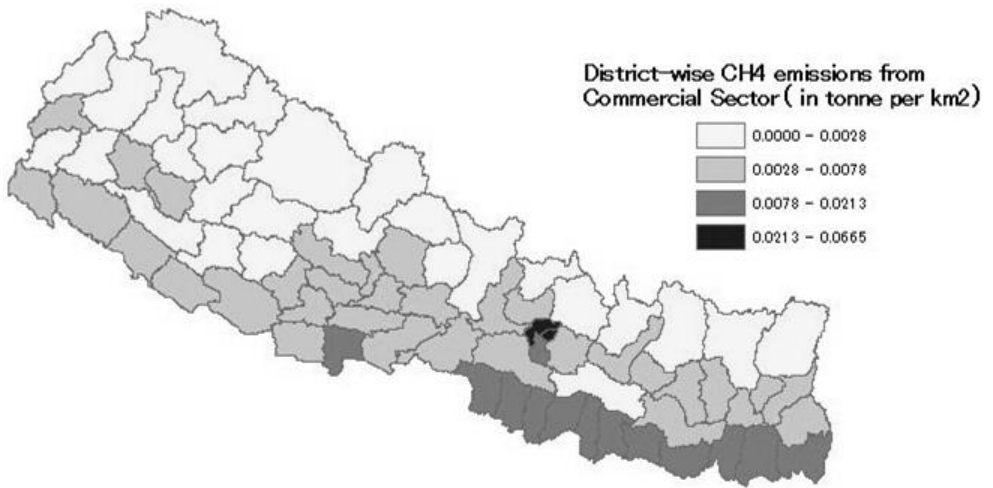 District-wise CH4 emissions from
Commercial Sector ( in tonne per km2)
0.0000 - 0.0028
0.0028 - 0.0078
0.0078 - 0.0213
0.0213 - 0.0665